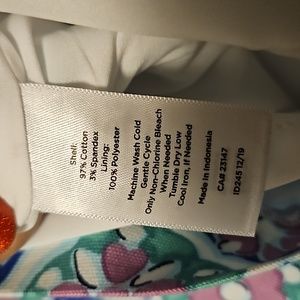 Shell:
97% Cotton
3% Spandex
Lining:
100% Polyester
Machine Wash Cold
Gentle Cycle
Only Non-Chlorine Bleach
When Needed
Tumble Dry Low
Cool Iron, If Needed
Made in Indonesia
CA# 23147
ID245 12/19